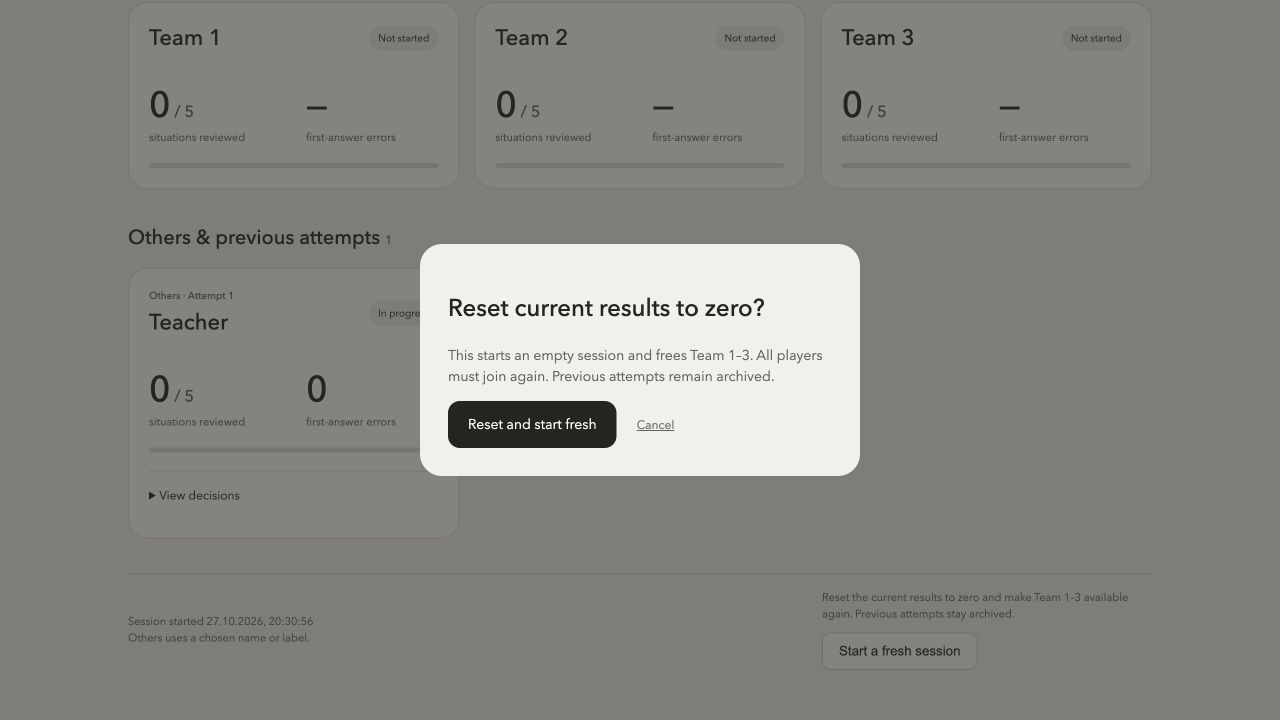 Team 1
Not started
0 / 5
–
situations reviewed
first-answer errors
Team 2
Not started
0 / 5
–
situations reviewed
first-answer errors
Team 3
Not started
0 / 5
–
situations reviewed
first-answer errors
Others & previous attempts 1
Others · Attempt 1
Teacher
In progre
0 / 5
0
situations reviewed
first-answer errors
View decisions
Reset current results to zero?
This starts an empty session and frees Team 1–3. All players
must join again. Previous attempts remain archived.
Reset and start fresh
Cancel
Session started 27.10.2026, 20:30:56
Others uses a chosen name or label.
Reset the current results to zero and make Team 1–3 available
again. Previous attempts stay archived.
Start a fresh session